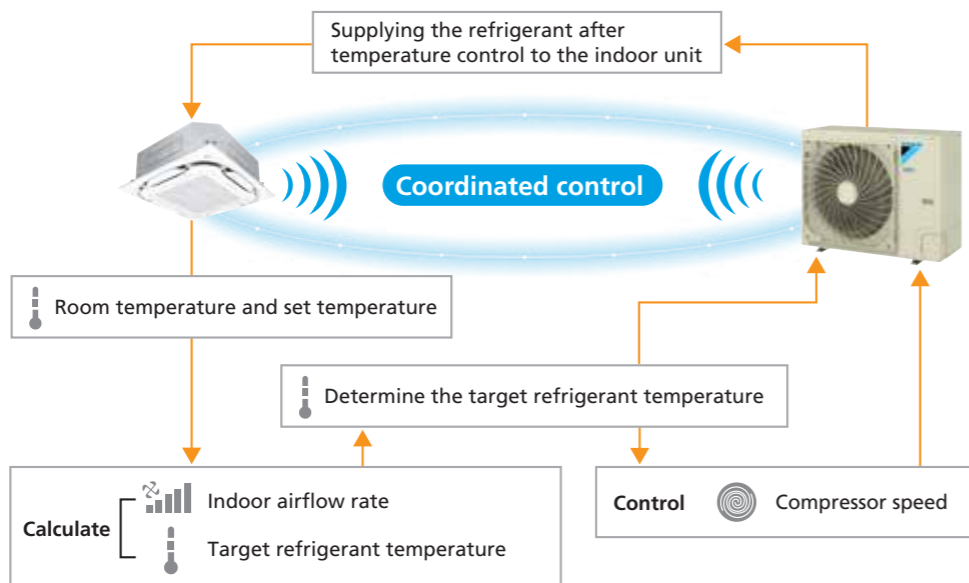 Supplying the refrigerant after
temperature control to the indoor unit
Coordinated control
Room temperature and set temperature
Determine the target refrigerant temperature
Calculate
Indoor airflow rate
Target refrigerant temperature
Control
Compressor speed